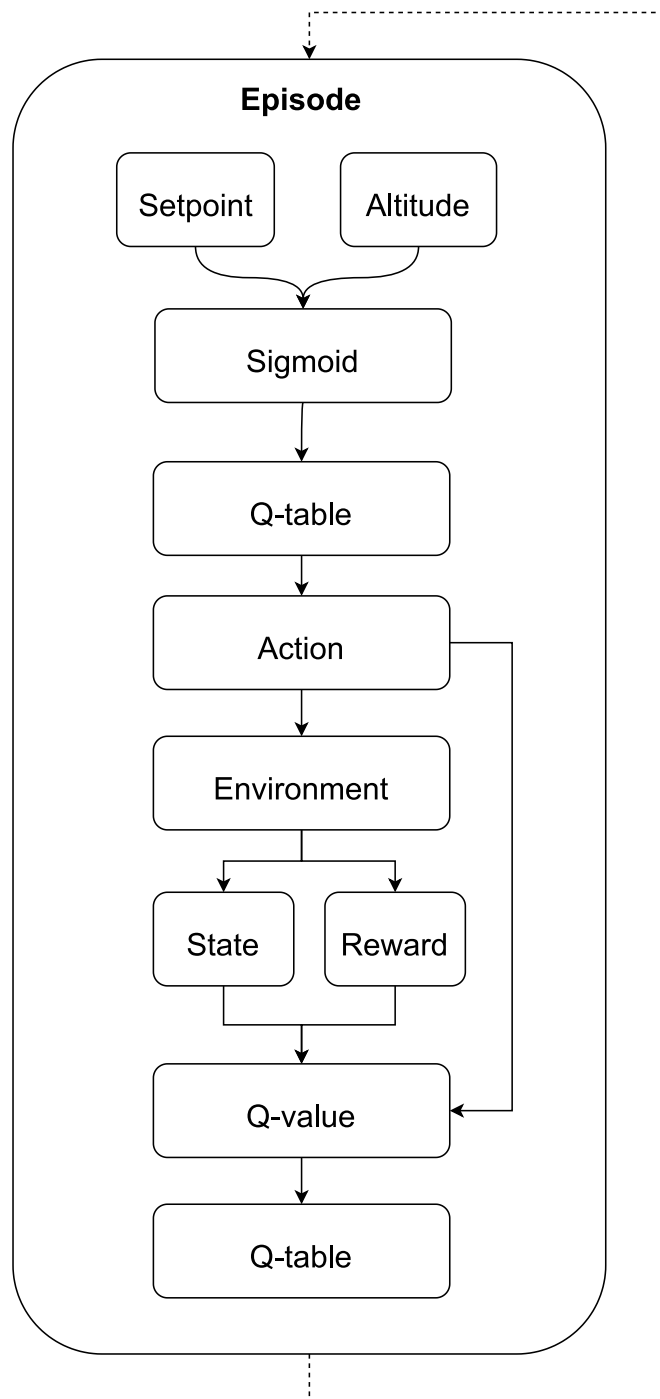 Episode
Setpoint
Altitude
Sigmoid
Q-table
Action
Environment
State
Reward
Q-value
Q-table